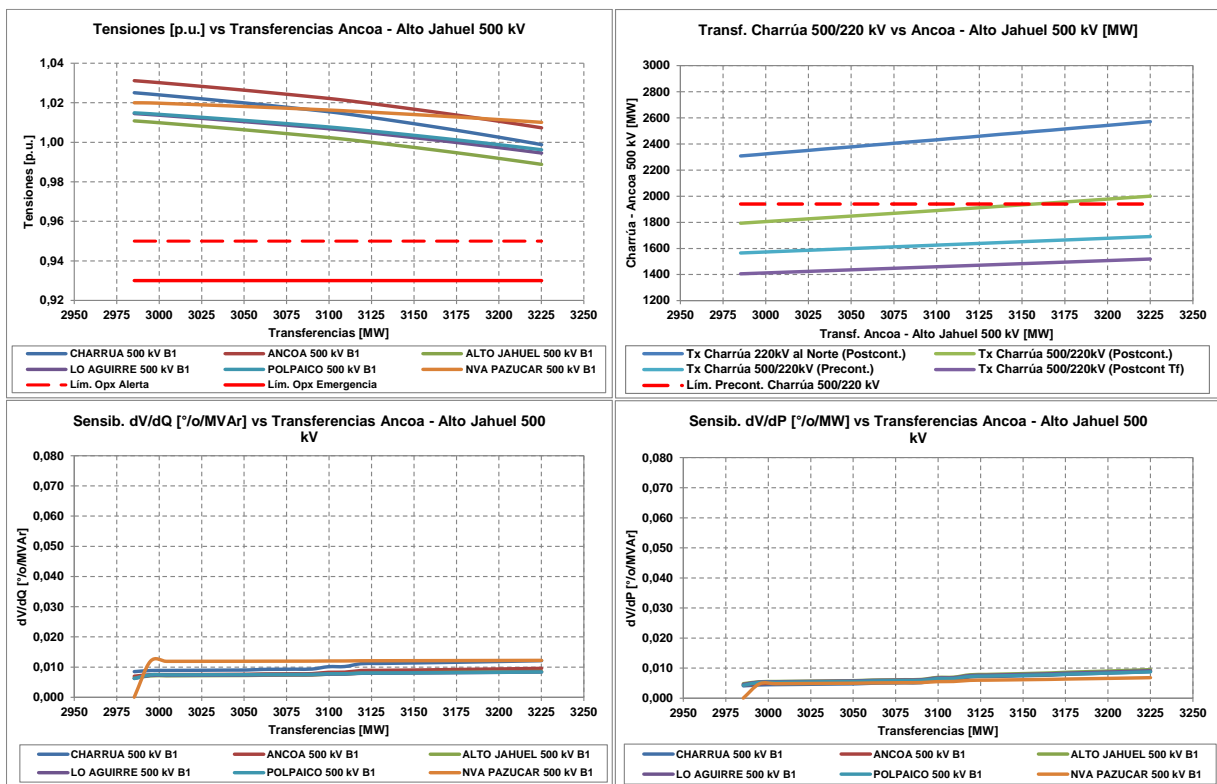 Tensiones [p.u.] vs Transferencias Ancoa - Alto Jahuel 500 kV
Tensiones [p.u.]
1,04
1,02
1,00
0,98
0,96
0,94
0,92
2950 2975 3000 3025 3050 3075 3100 3125 3150 3175 3200 3225 3250
Transferencias [MW]
CHARRUA 500 kV B1 ANCOA 500 kV B1 ALTO JAHUEL 500 kV B1
LO AGUIRRE 500 kV B1 POLPAICO 500 kV B1 NVA PAZUCAR 500 kV B1
Lím. Opx Alerta Lím. Opx Emergencia
Transf. Charrúa 500/220 kV vs Ancoa - Alto Jahuel 500 kV [MW]
Charrúa - Ancoa 500 kV [MW]
3000
2800
2600
2400
2200
2000
1800
1600
1400
1200
2950 2975 3000 3025 3050 3075 3100 3125 3150 3175 3200 3225 3250
Transf. Ancoa - Alto Jahuel 500 kV [MW]
Tx Charrúa 220kV al Norte (Postcont.) Tx Charrúa 500/220kV (Postcont.)
Tx Charrúa 500/220kV (Precont.) Tx Charrúa 500/220kV (Postcont Tf)
Lím. Precont. Charrúa 500/220 kV
Sensib. dV/dQ [°/o/MVAr] vs Transferencias Ancoa - Alto Jahuel 500
kV
dV/dQ [°/o/MVAr]
0,080
0,070
0,060
0,050
0,040
0,030
0,020
0,010
0,000
2950 2975 3000 3025 3050 3075 3100 3125 3150 3175 3200 3225 3250
Transferencias [MW]
CHARRUA 500 kV B1 ANCOA 500 kV B1 ALTO JAHUEL 500 kV B1
LO AGUIRRE 500 kV B1 POLPAICO 500 kV B1 NVA PAZUCAR 500 kV B1
Sensib. dV/dP [°/o/MW] vs Transferencias Ancoa - Alto Jahuel 500
kV
dV/dP [°/o/MVAr]
0,080
0,070
0,060
0,050
0,040
0,030
0,020
0,010
0,000
2950 2975 3000 3025 3050 3075 3100 3125 3150 3175 3200 3225 3250
Transferencias [MW]
CHARRUA 500 kV B1 ANCOA 500 kV B1 ALTO JAHUEL 500 kV B1
LO AGUIRRE 500 kV B1 POLPAICO 500 kV B1 NVA PAZUCAR 500 kV B1